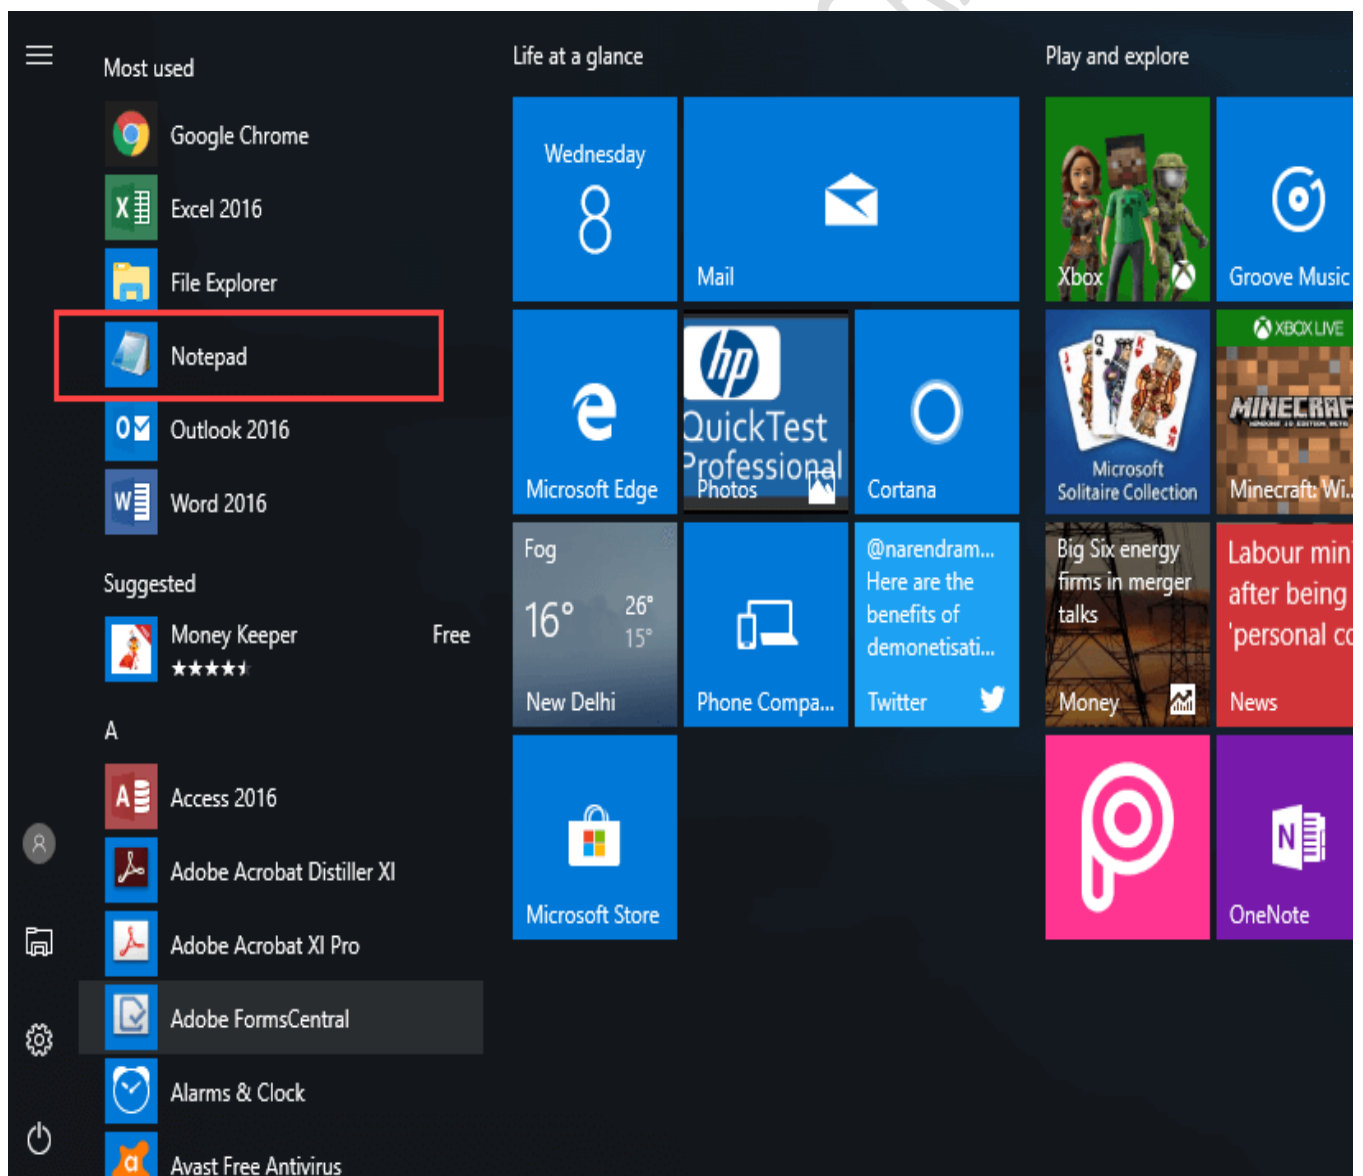 Most used
Google Chrome
Excel 2016
File Explorer
Notepad
Outlook 2016
Word 2016
Suggested
Money Keeper
Free
A
Access 2016
Adobe Acrobat Distiller XI
Adobe Acrobat XI Pro
Adobe FormsCentral
Alarms & Clock
Avast Free Antivirus
Life at a glance
Wednesday
8
Mail
Microsoft Edge
hp
QuickTest
Professional
Photos
Cortana
Fog
16°
26°
15°
New Delhi
Phone Compa...
@narendram...
Here are the
benefits of
demonetisati...
Twitter
Microsoft Store
Play and explore
Xbox
Groove Music
Microsoft
Solitaire Collection
XBOX LIVE
MINECRAF
Minecraft: Wi...
Big Six energy
firms in merger
talks
Money
Labour min
after being
'personal co
News
OneNote